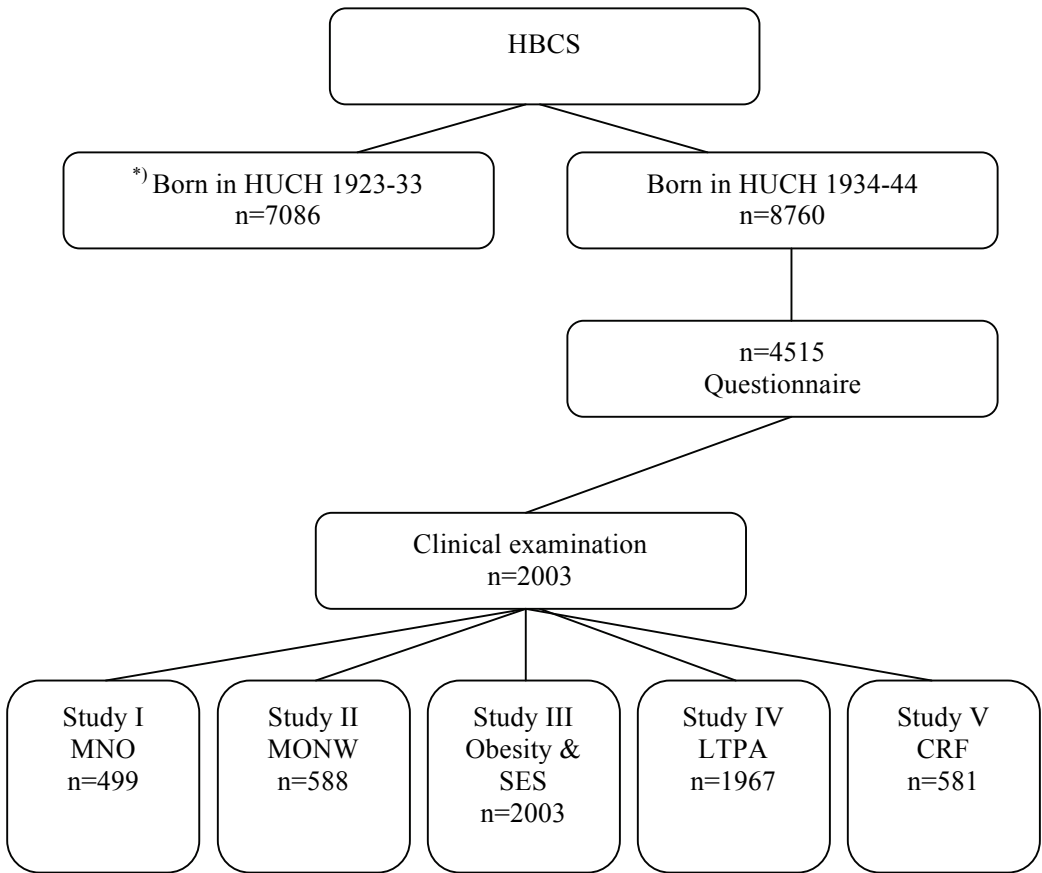 HBCS
*) Born in HUCH 1923-33
n=7086
Born in HUCH 1934-44
n=8760
n=4515
Questionnaire
Clinical examination
n=2003
Study I
MNO
n=499
Study II
MONW
n=588
Study III
Obesity &
SES
n=2003
Study IV
LTPA
n=1967
Study V
CRF
n=581